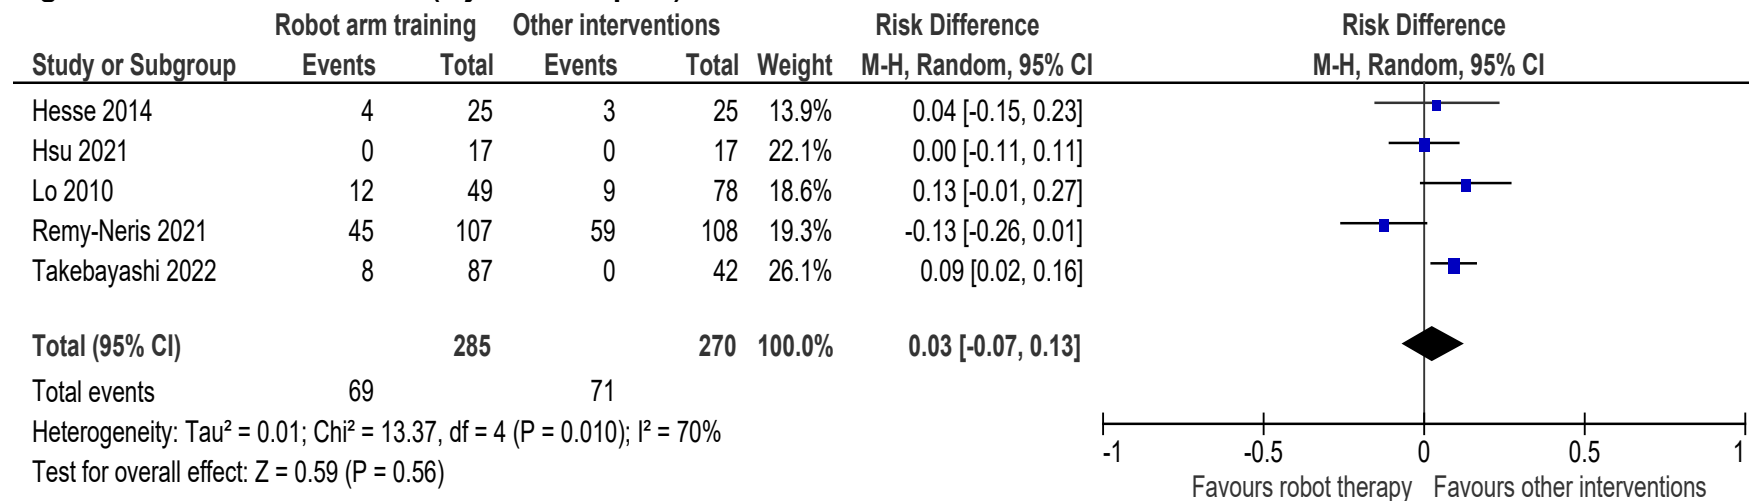 Robot arm training Other interventions Risk Difference Risk Difference
Study or Subgroup Events Total Events Total Weight M-H, Random, 95% CI M-H, Random, 95% CI
Hesse 2014 4 25 3 25 13.9% 0.04 [-0.15, 0.23]
Hsu 2021 0 17 0 17 22.1% 0.00 [-0.11, 0.11]
Lo 2010 12 49 9 78 18.6% 0.13 [-0.01, 0.27]
Remy-Neris 2021 45 107 59 108 19.3% -0.13 [-0.26, 0.01]
Takebayashi 2022 8 87 0 42 26.1% 0.09 [0.02, 0.16]
Total (95% CI) 285 270 100.0% 0.03 [-0.07, 0.13]
Total events 69 71
Heterogeneity: Tau² = 0.01; Chi² = 13.37, df = 4 (P = 0.010); I² = 70%
Test for overall effect: Z = 0.59 (P = 0.56)
-1 -0.5 0 0.5 1
Favours robot therapy Favours other interventions